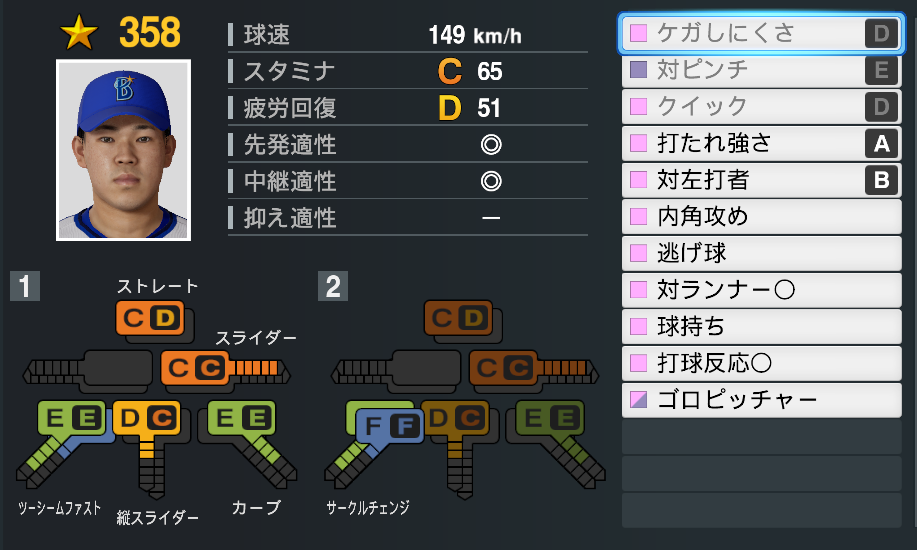 358
球速 149 km/h
スタミナ C 65
疲労回復 D 51
先発適性 ◎
中継適性 ◎
抑え適性 ―
B
1
ストレート
C D
スライダー
C C
E E
D C
E E
ツーシームファスト
縦スライダー
カーブ
2
C D
C C
F F
D C
E E
サークルチェンジ
ケガしにくさ D
対ピンチ E
クイック D
打たれ強さ A
対左打者 B
内角攻め
逃げ球
対ランナー〇
球持ち
打球反応〇
ゴロピッチャー